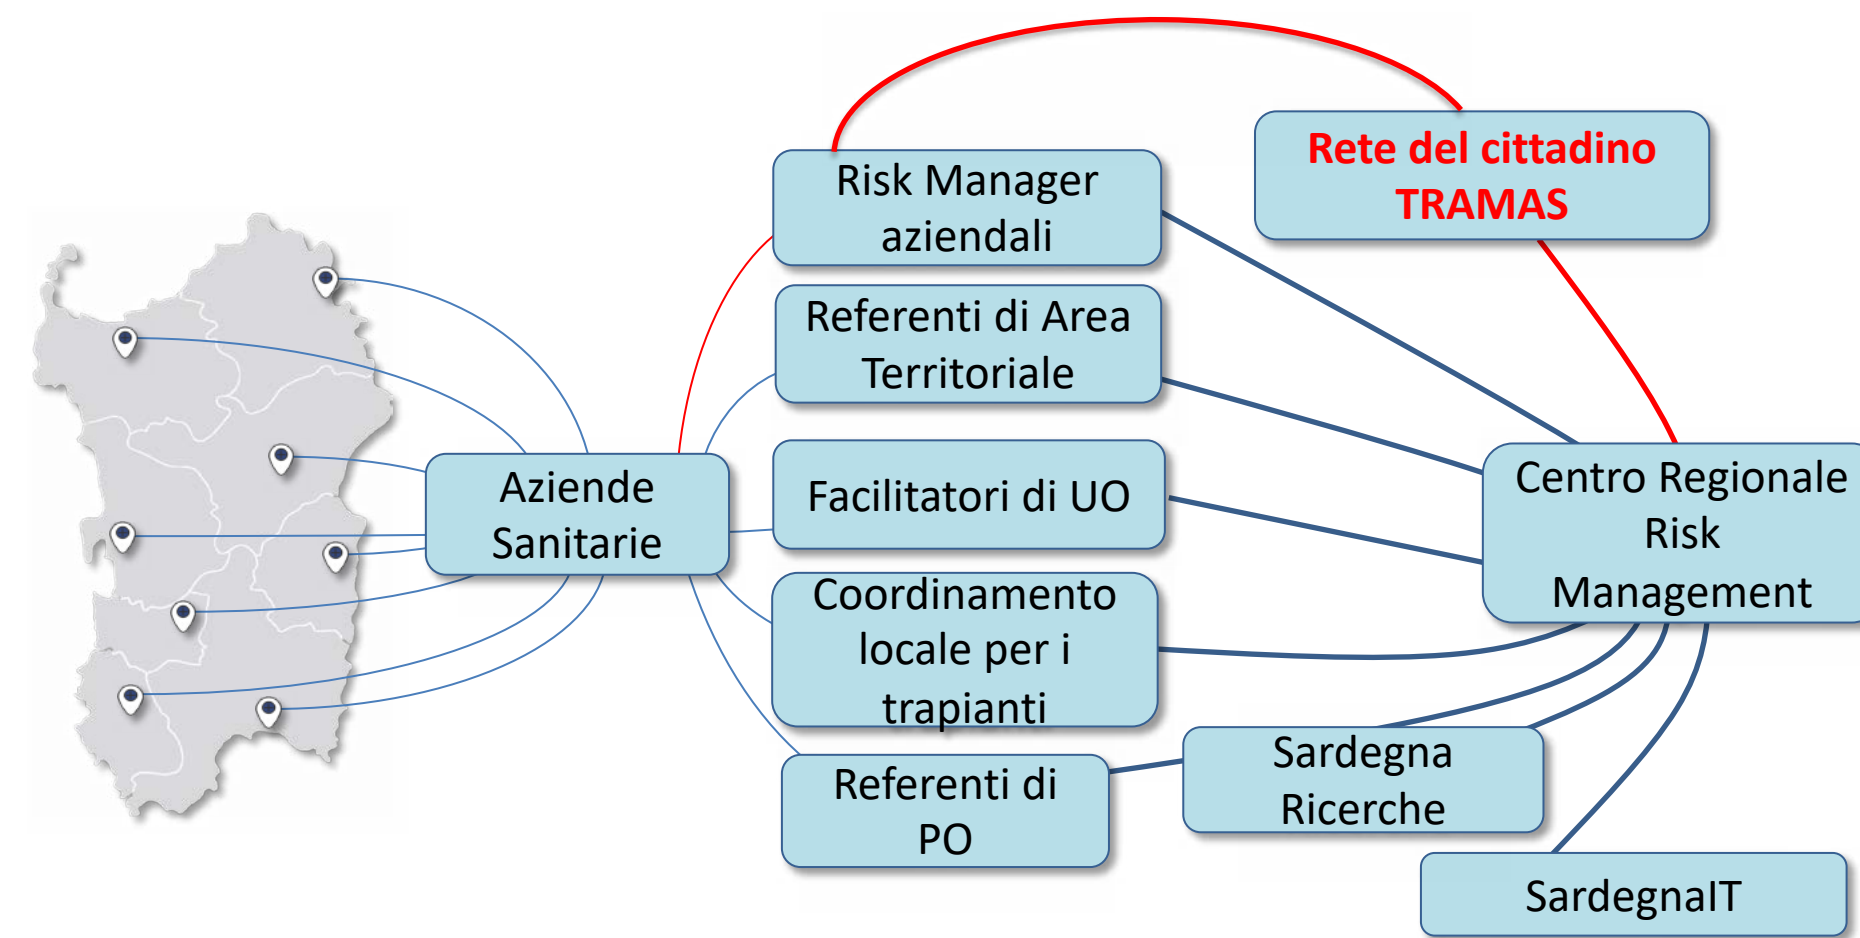 Rete del cittadino
TRAMAS
Risk Manager
aziendali
Referenti di Area
Territoriale
Aziende
Sanitarie
Facilitatori di UO
Centro Regionale
Risk
Management
Coordinamento
locale per i
trapianti
Referenti di
PO
Sardegna
Ricerche
SardegnaIT